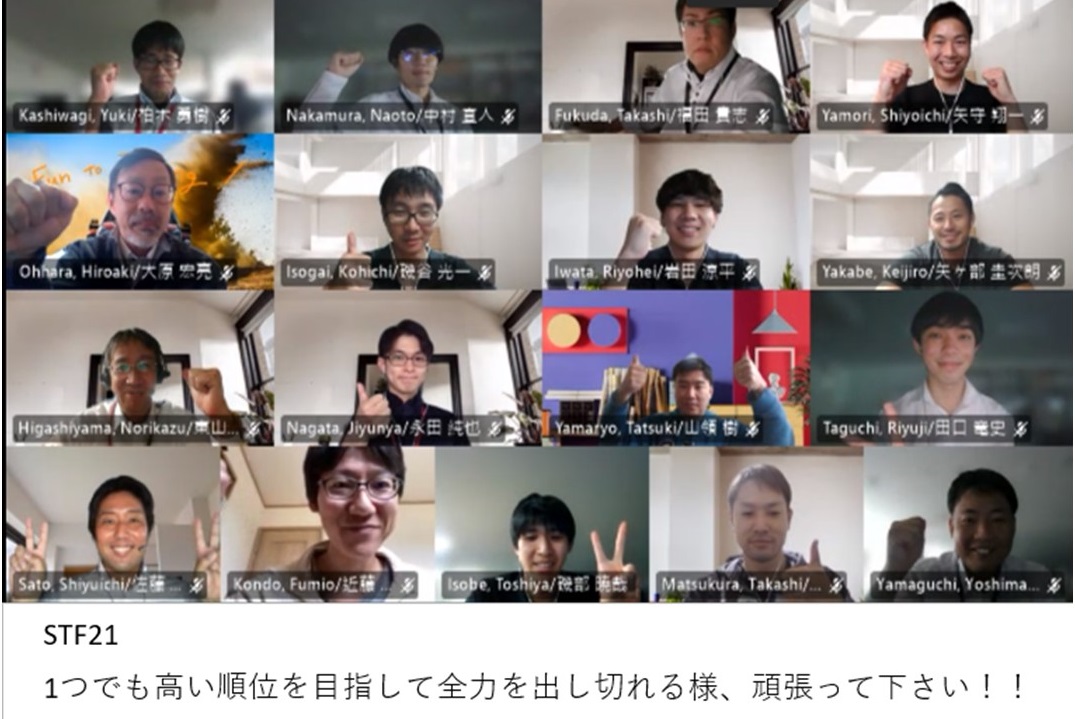 Kashiwagi, Yuki/柏木 勇樹
Nakamura, Naoto/中村 直人
Fukuda, Takashi/福田 貴志
Yamori, Shiyoichi/矢守 翔一
Fun to
Ohhara, Hiroaki/大原 宏亮
Isogai, Kohichi/磯谷 光一
Iwata, Riyohei/岩田 涼平
Yakabe, Keijiro/矢ヶ部 圭次朗
Higashiyama, Norikazu/東山...
Nagata, Jiyunya/永田 純也
Yamaryo, Tatsuki/山領 樹
Taguchi, Riyuji/田口 竜史
Sato, Shiyuichi/佐藤 ...
Kondo, Fumio/近藤 ...
Isobe, Toshiya/磯部 暁哉
Matsukura, Takashi/...
Yamaguchi, Yoshima...
STF21
1つでも高い順位を目指して全力を出し切れる様、頑張って下さい！！